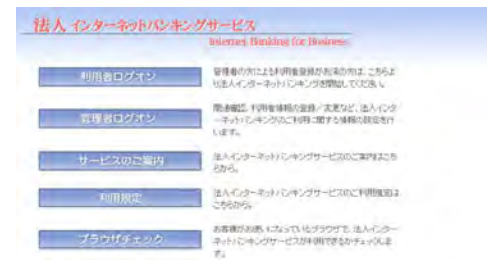 法人 インターネットバンキングサービス
Internet Banking for Business
利用者ログオン
管理者の方による利用者登録がお済の方は、こちらよ
り法人インターネットバンキングを開始してください。
管理者ログオン
利用者情報の登録／変更など、法人インタ
ーネットバンキングのご利用に関する情報の設定を行
います。
サービスのご案内
法人インターネットバンキングサービスのご案内はこち
らから。
利用規定
法人インターネットバンキングサービスのご利用規定は
こちらから。
ブラウザチェック
お客様がお使いになっているブラウザで、法人インター
ネットバンキングサービスが利用できるかチェックしま
す。